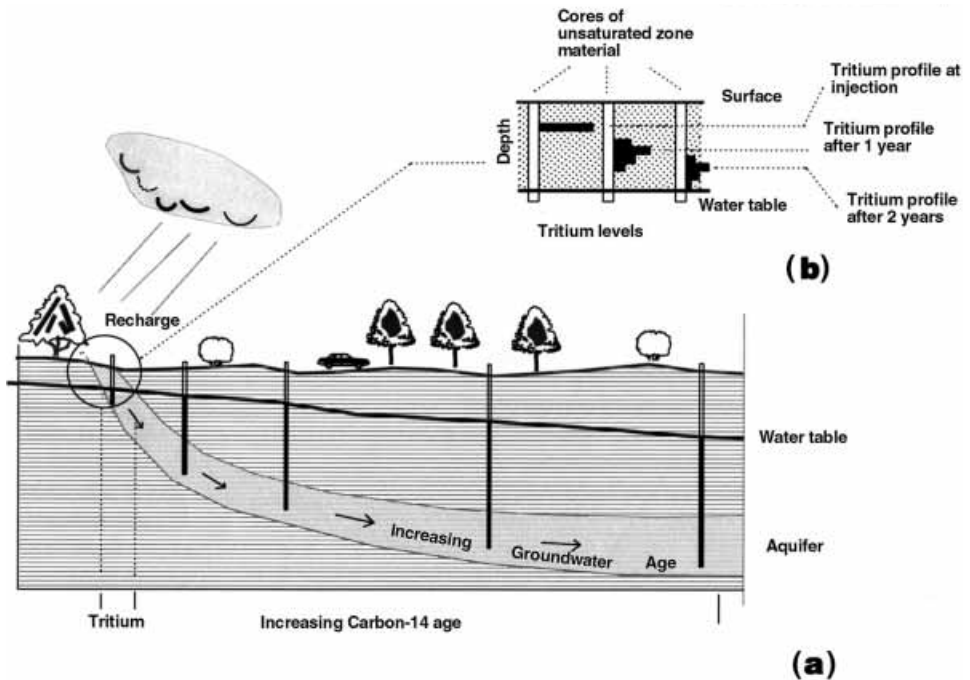 Cores of
unsaturated zone
material
Tritium profile at
injection
Surface
Tritium profile
after 1 year
Depth
Water table
Tritium profile
after 2 years
Tritium levels
(b)
Recharge
Water table
Increasing
Groundwater
Age
Aquifer
Tritium
Increasing Carbon-14 age
(a)